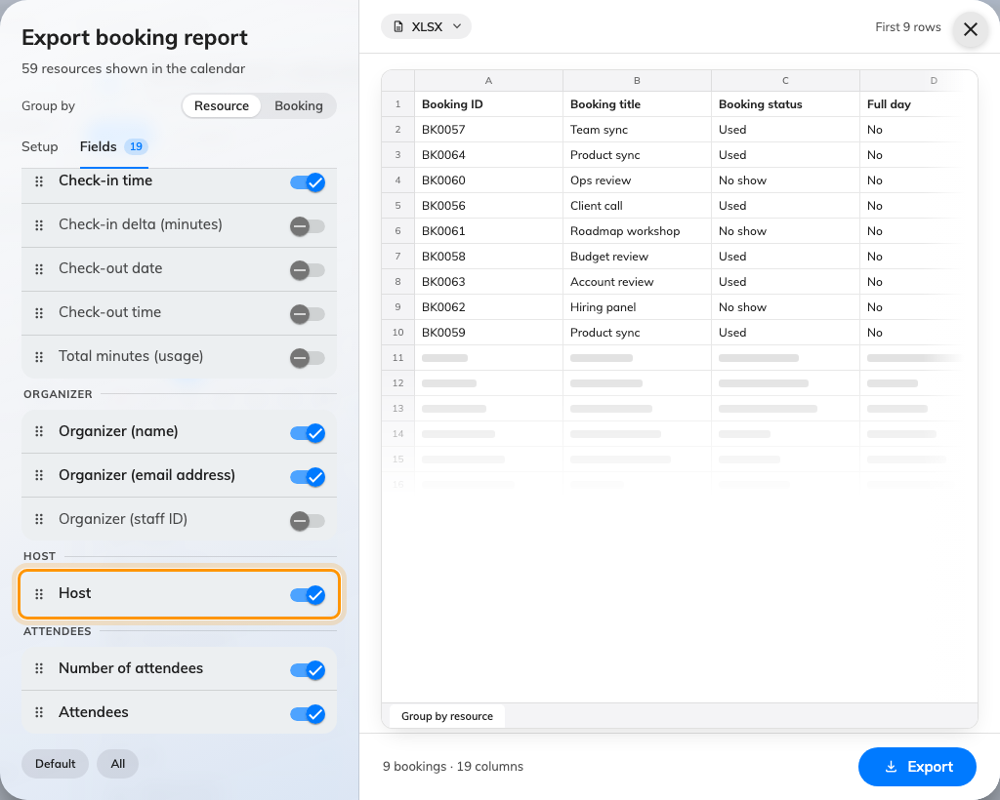 Export booking report
59 resources shown in the calendar
Group by
Resource
Booking
Setup
Fields 19
Check-in time
Check-in delta (minutes)
Check-out date
Check-out time
Total minutes (usage)
ORGANIZER
Organizer (name)
Organizer (email address)
Organizer (staff ID)
HOST
Host
ATTENDEES
Number of attendees
Attendees
Default
All
XLSX
First 9 rows
A B C D
1 Booking ID Booking title Booking status Full day
2 BK0057 Team sync Used No
3 BK0064 Product sync Used No
4 BK0060 Ops review No show No
5 BK0056 Client call Used No
6 BK0061 Roadmap workshop No show No
7 BK0058 Budget review Used No
8 BK0063 Account review Used No
9 BK0062 Hiring panel No show No
10 BK0059 Product sync Used No
11
12
13
14
15
16
Group by resource
9 bookings · 19 columns
Export